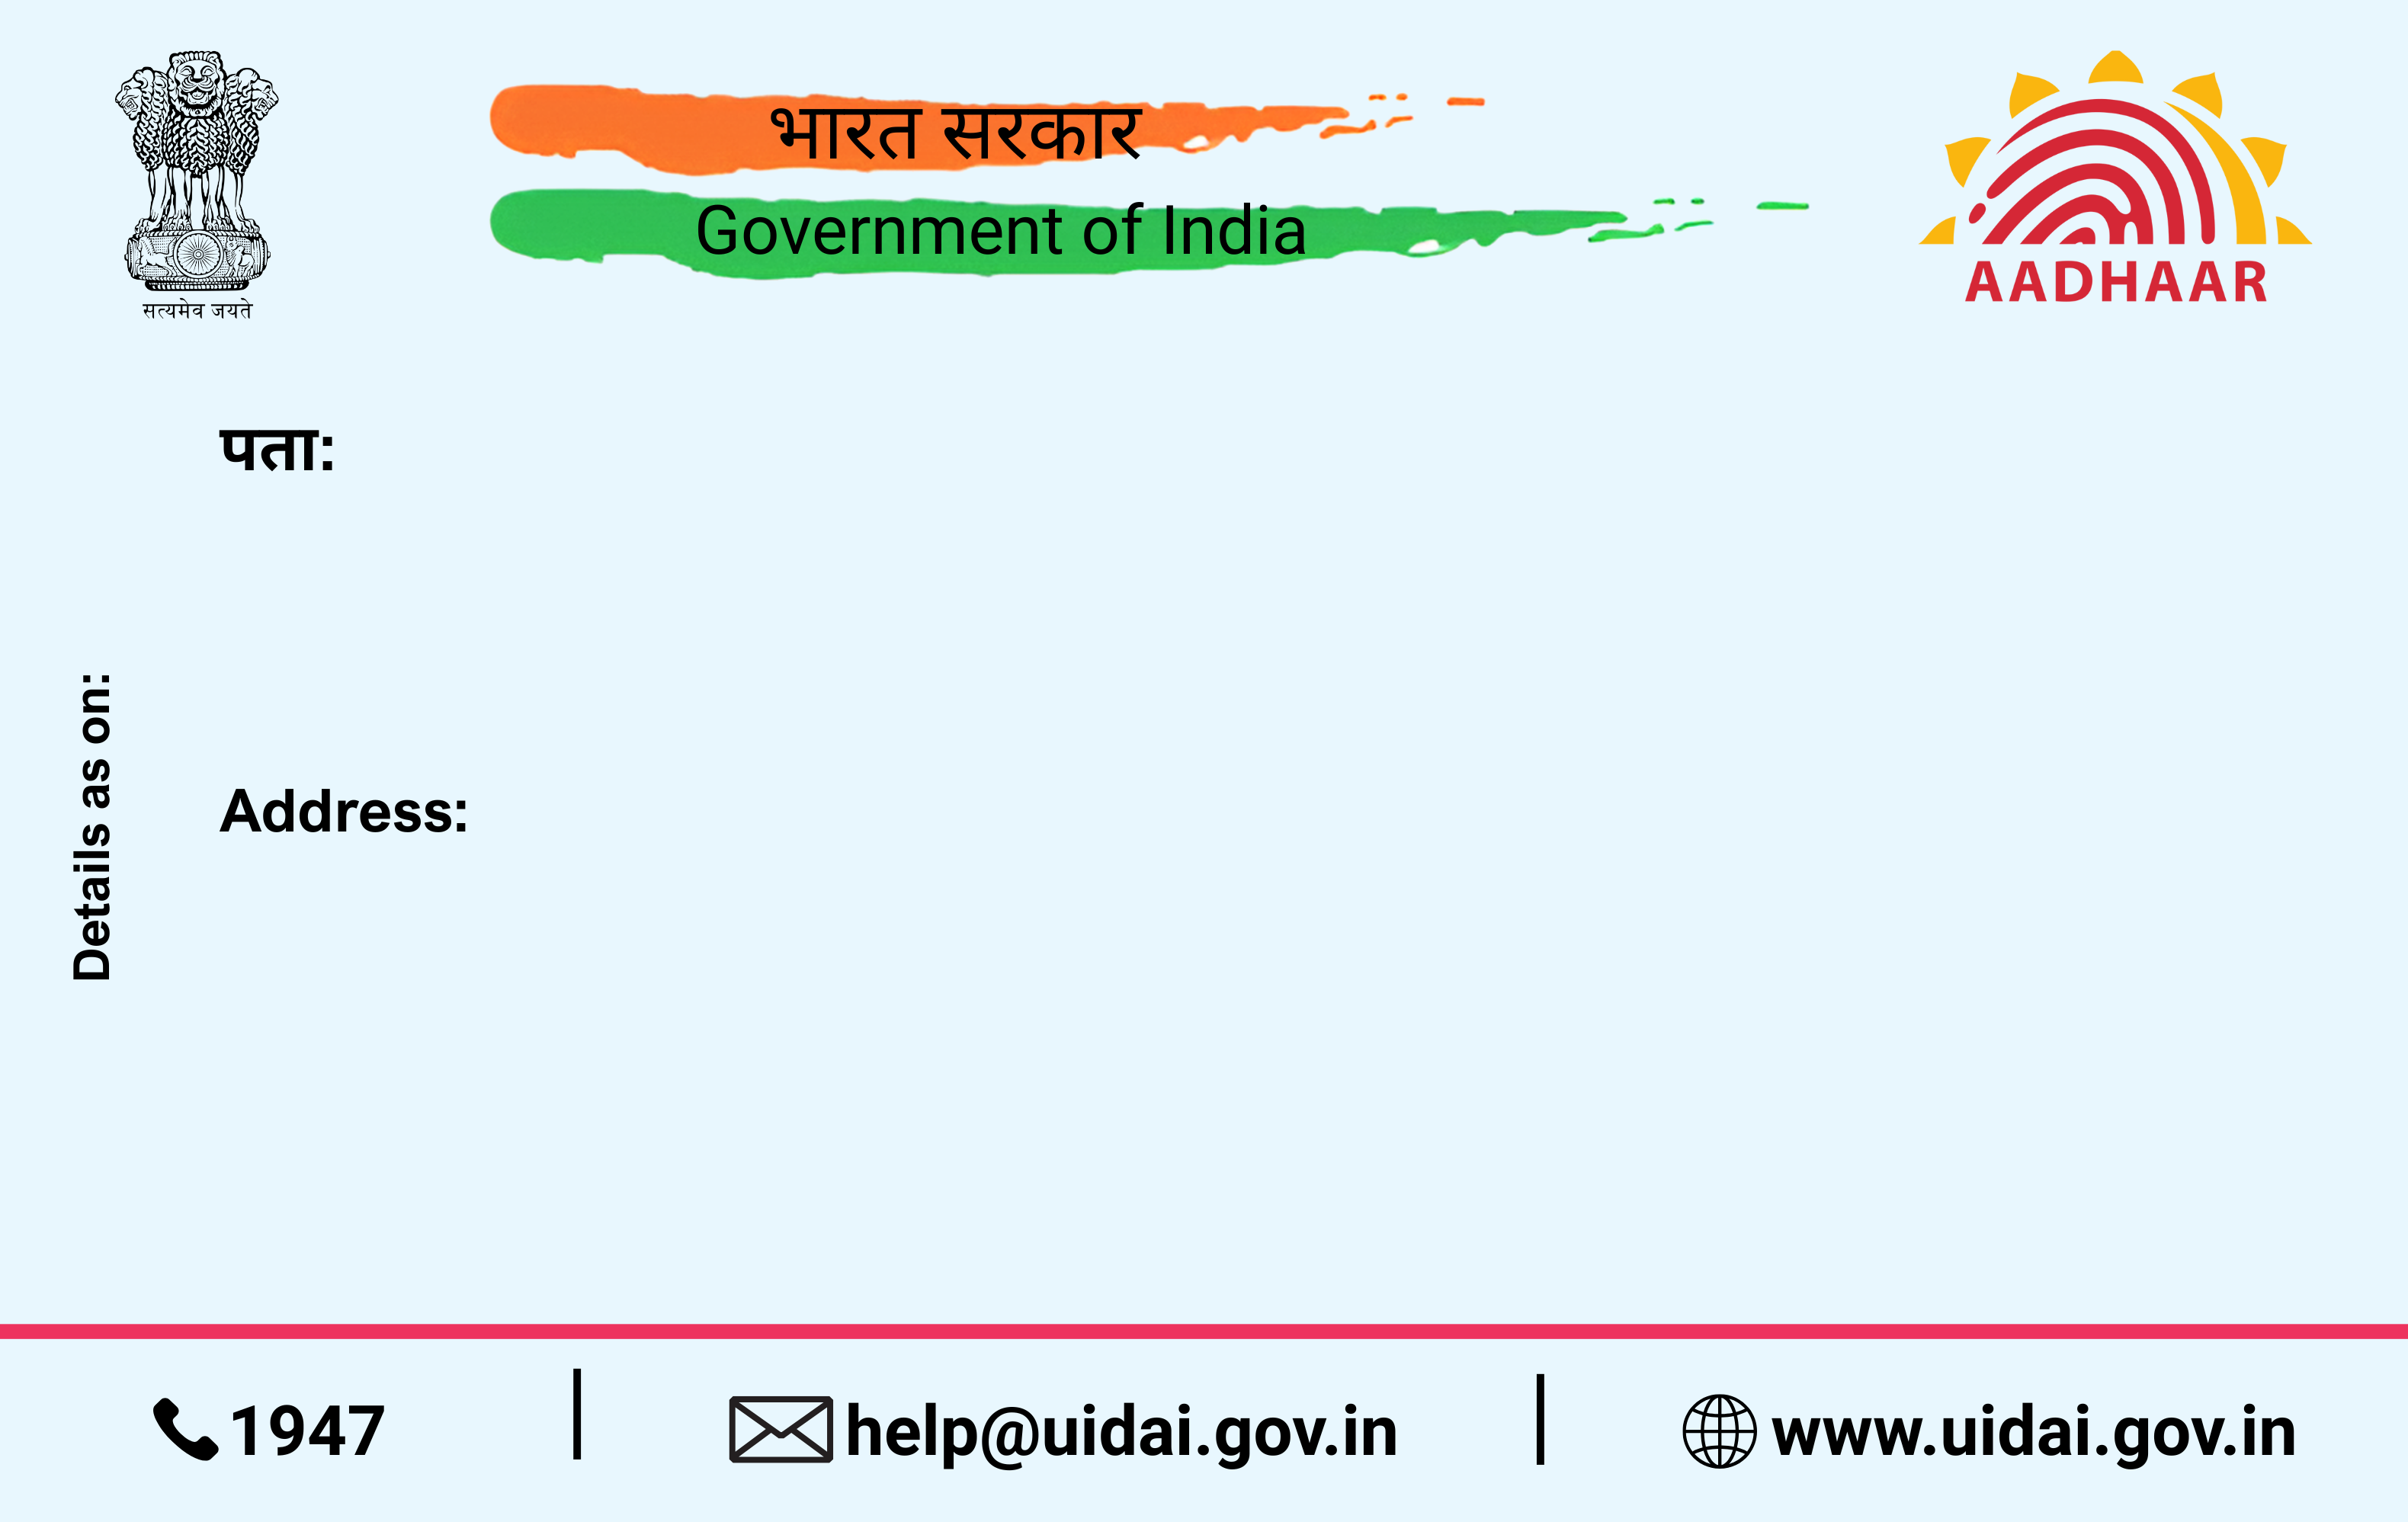 भारत सरकार
Government of India
सत्यमेव जयते
AADHAAR
पता:
Details as on:
Address:
1947
help@uidai.gov.in
www.uidai.gov.in